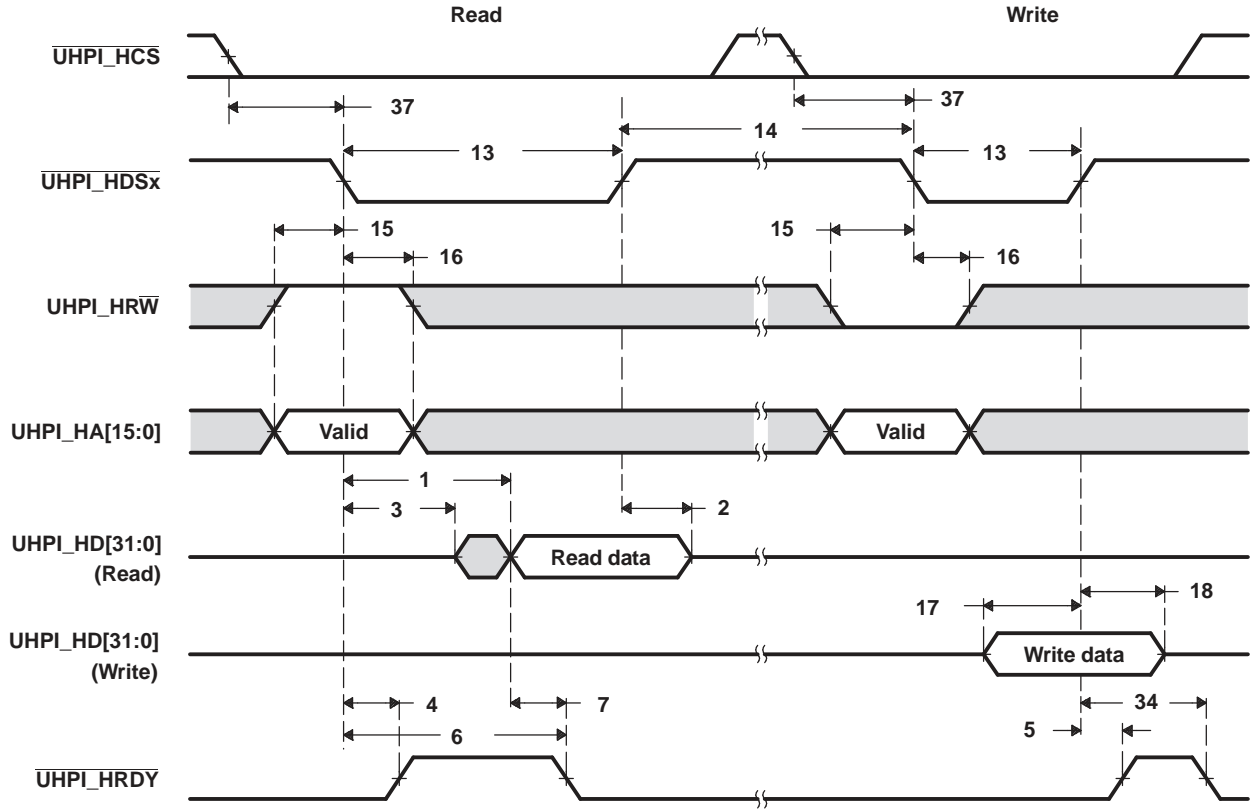 Read Write
UHPI_HCS
37 37
14
13 13
UHPI_HDSx
15 15
16 16
UHPI_HRW
UHPI_HA[15:0] Valid Valid
1
3 2
UHPI_HD[31:0]
(Read)
Read data
17 18
UHPI_HD[31:0]
(Write)
Write data
4 7 34
6 5
UHPI_HRDY